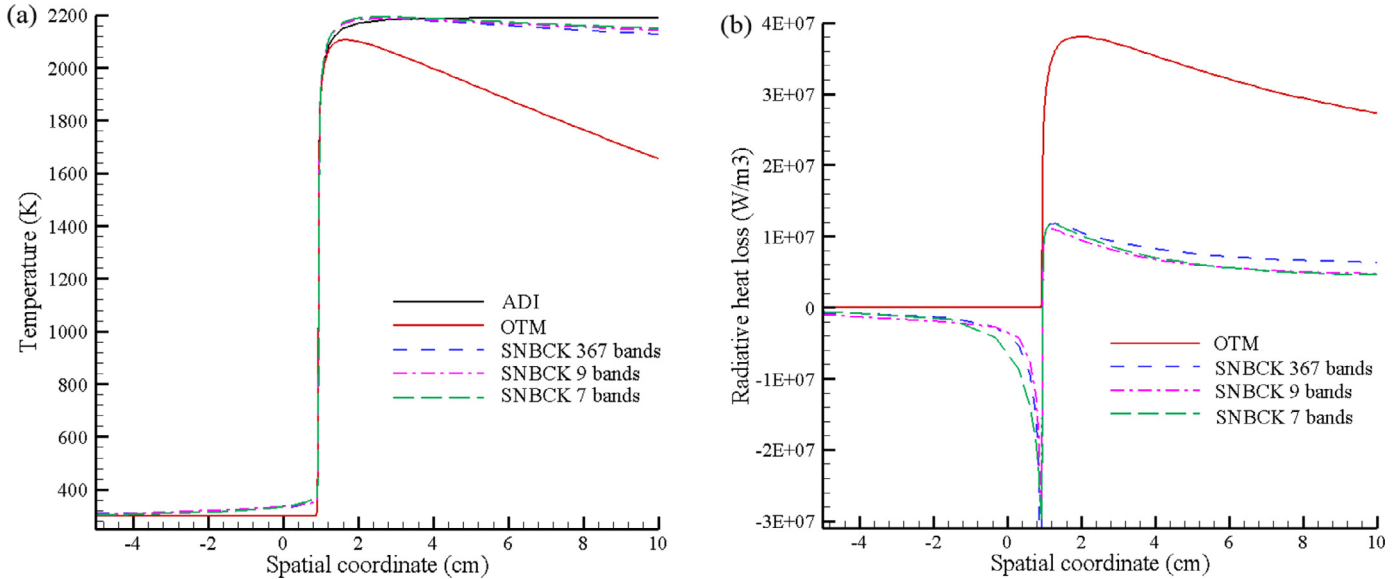 (a)
2200
2000
1800
1600
1400
1200
1000
800
600
400
Temperature (K)
-4
-2
0
2
4
6
8
10
Spatial coordinate (cm)
ADI
OTM
SNBCK 367 bands
SNBCK 9 bands
SNBCK 7 bands
(b)
4E+07
3E+07
2E+07
1E+07
0
-1E+07
-2E+07
-3E+07
Radiative heat loss (W/m3)
-4
-2
0
2
4
6
8
10
Spatial coordinate (cm)
OTM
SNBCK 367 bands
SNBCK 9 bands
SNBCK 7 bands